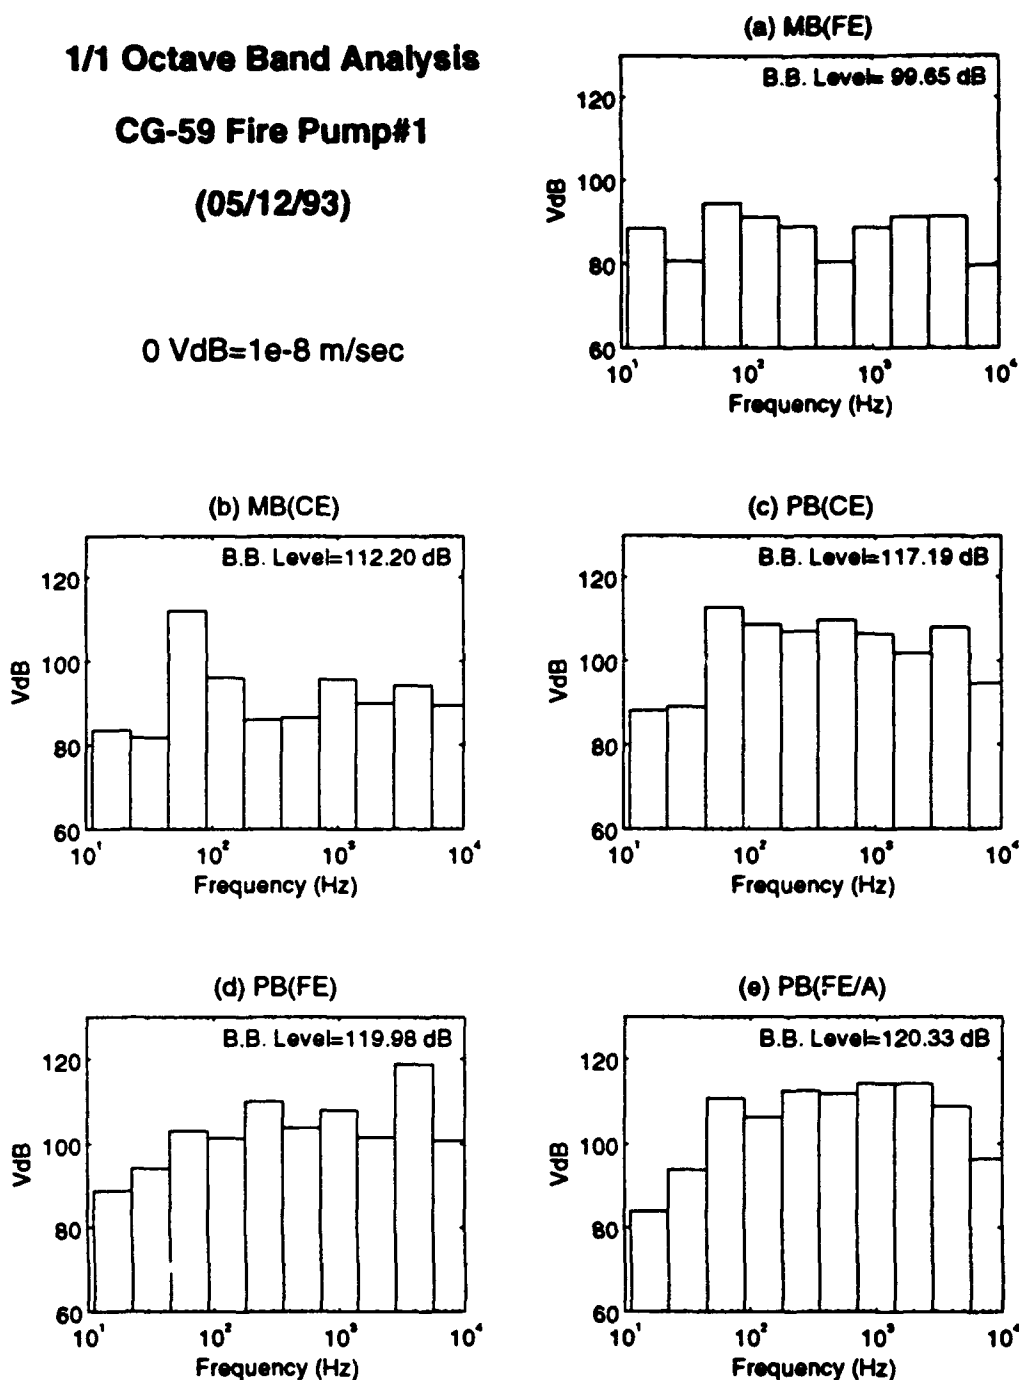 1/1 Octave Band Analysis
CG-59 Fire Pump#1
(05/12/93)
0 VdB=1e-8 m/sec
(a) MB(FE)
B.B. Level= 99.65 dB
120
100
80
60
VdB
10¹ 10² 10³ 10⁴
Frequency (Hz)
(b) MB(CE)
B.B. Level=112.20 dB
120
100
80
60
VdB
10¹ 10² 10³ 10⁴
Frequency (Hz)
(c) PB(CE)
B.B. Level=117.19 dB
120
100
80
60
VdB
10¹ 10² 10³ 10⁴
Frequency (Hz)
(d) PB(FE)
B.B. Level=119.98 dB
120
100
80
60
VdB
10¹ 10² 10³ 10⁴
Frequency (Hz)
(e) PB(FE/A)
B.B. Level=120.33 dB
120
100
80
60
VdB
10¹ 10² 10³ 10⁴
Frequency (Hz)